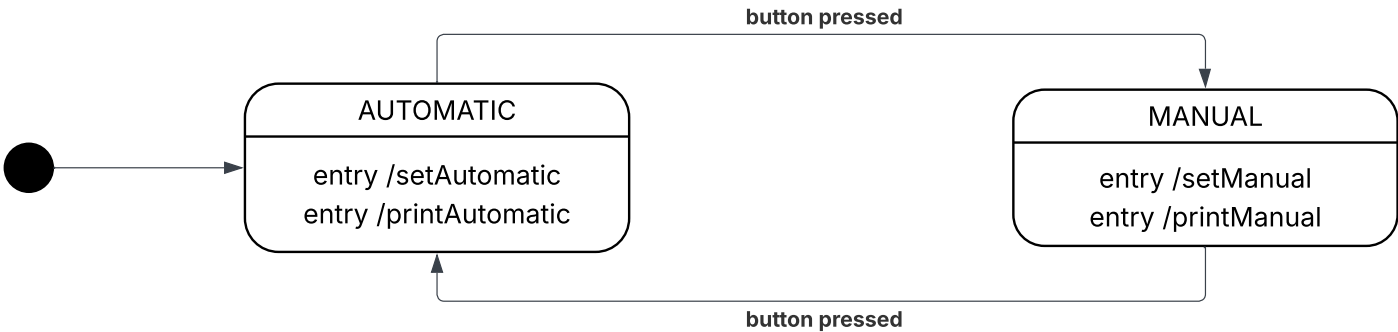 button pressed
AUTOMATIC
entry /setAutomatic
entry /printAutomatic
MANUAL
entry /setManual
entry /printManual
button pressed